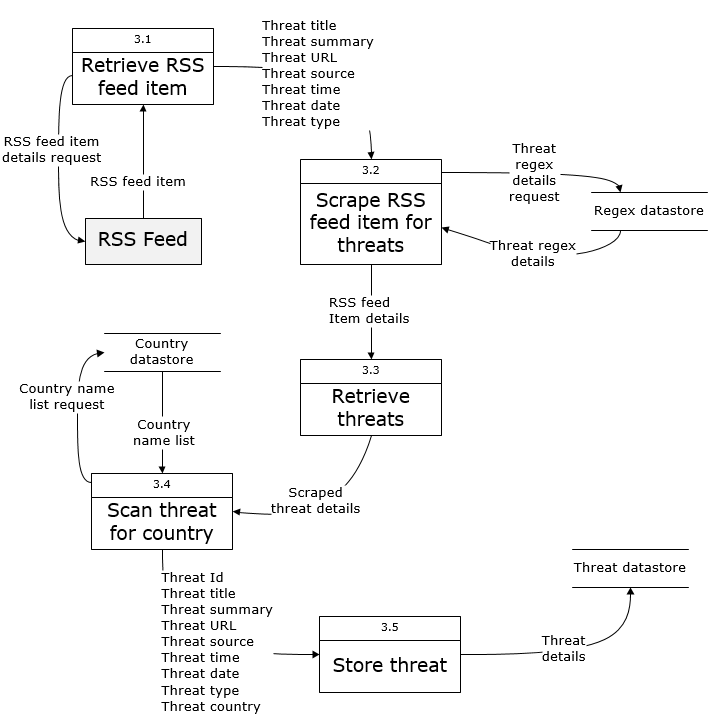 3.1
Retrieve RSS
feed item
Threat title
Threat summary
Threat URL
Threat source
Threat time
Threat date
Threat type
RSS feed item
details request
RSS feed item
RSS Feed
3.2
Scrape RSS
feed item for
threats
Threat
regex
details
request
Regex datastore
Threat regex
details
RSS feed
Item details
Country
datastore
Country name
list request
Country
name list
3.3
Retrieve
threats
Scraped
threat details
3.4
Scan threat
for country
Threat Id
Threat title
Threat summary
Threat URL
Threat source
Threat time
Threat date
Threat type
Threat country
3.5
Store threat
Threat
details
Threat datastore